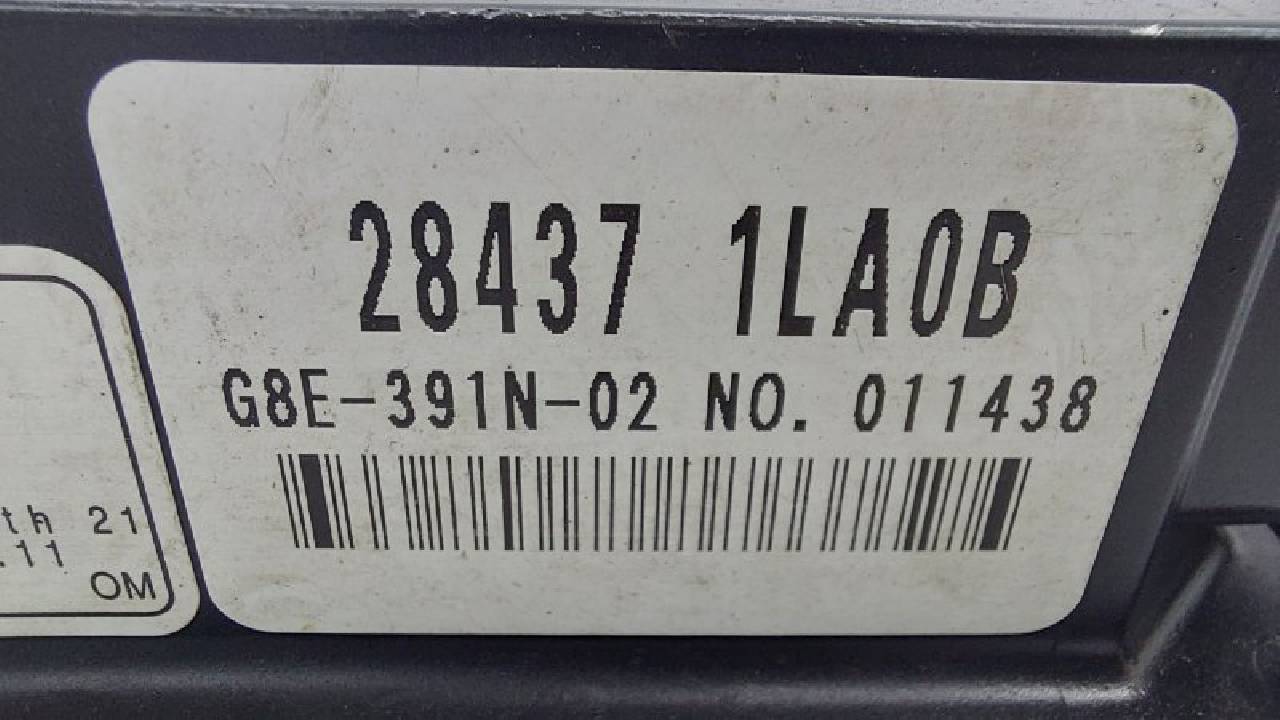 28437 1LA0B
G8E-391N-02 NO. 011438
th 21
.11
OM